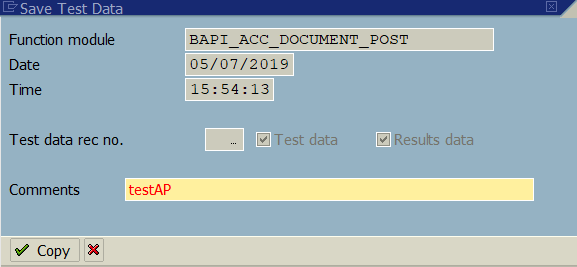 Save Test Data
Function module BAPI_ACC_DOCUMENT_POST
Date 05/07/2019
Time 15:54:13
Test data rec no. … Test data Results data
Comments testAP
Copy